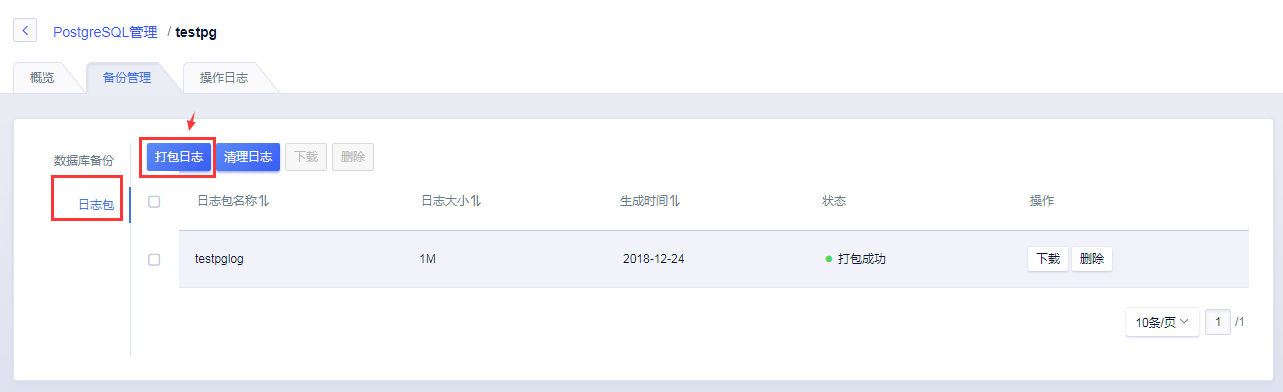 PostgreSQL管理 / testpg
概览 备份管理 操作日志
数据库备份 打包日志 清理日志 下载 删除
日志包 日志包名称 日志大小 生成时间 状态 操作
testpglog 1M 2018-12-24 打包成功 下载 删除
10条/页 1 /1